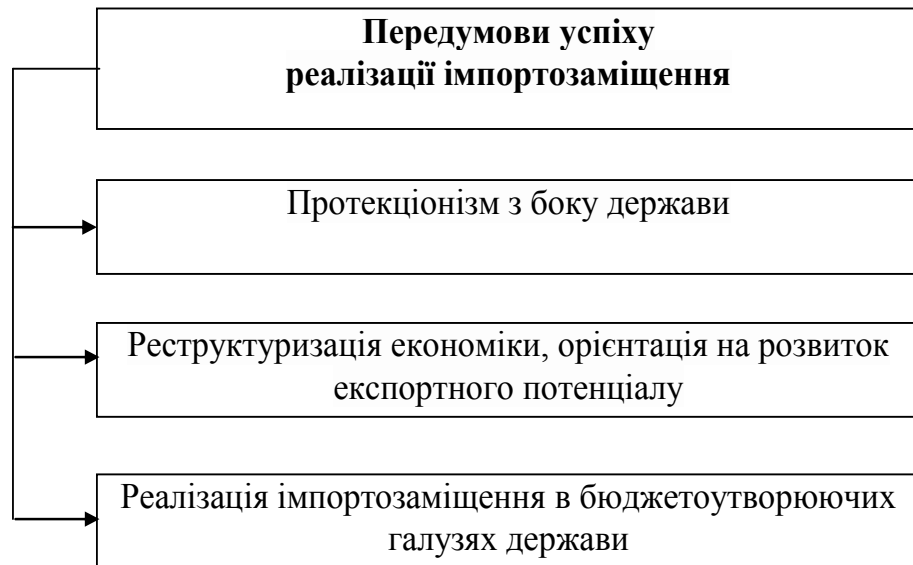 Передумови успіху
реалізації імпортозаміщення
Протекціонізм з боку держави
Реструктуризація економіки, орієнтація на розвиток
експортного потенціалу
Реалізація імпортозаміщення в бюджетоутворюючих
галузях держави